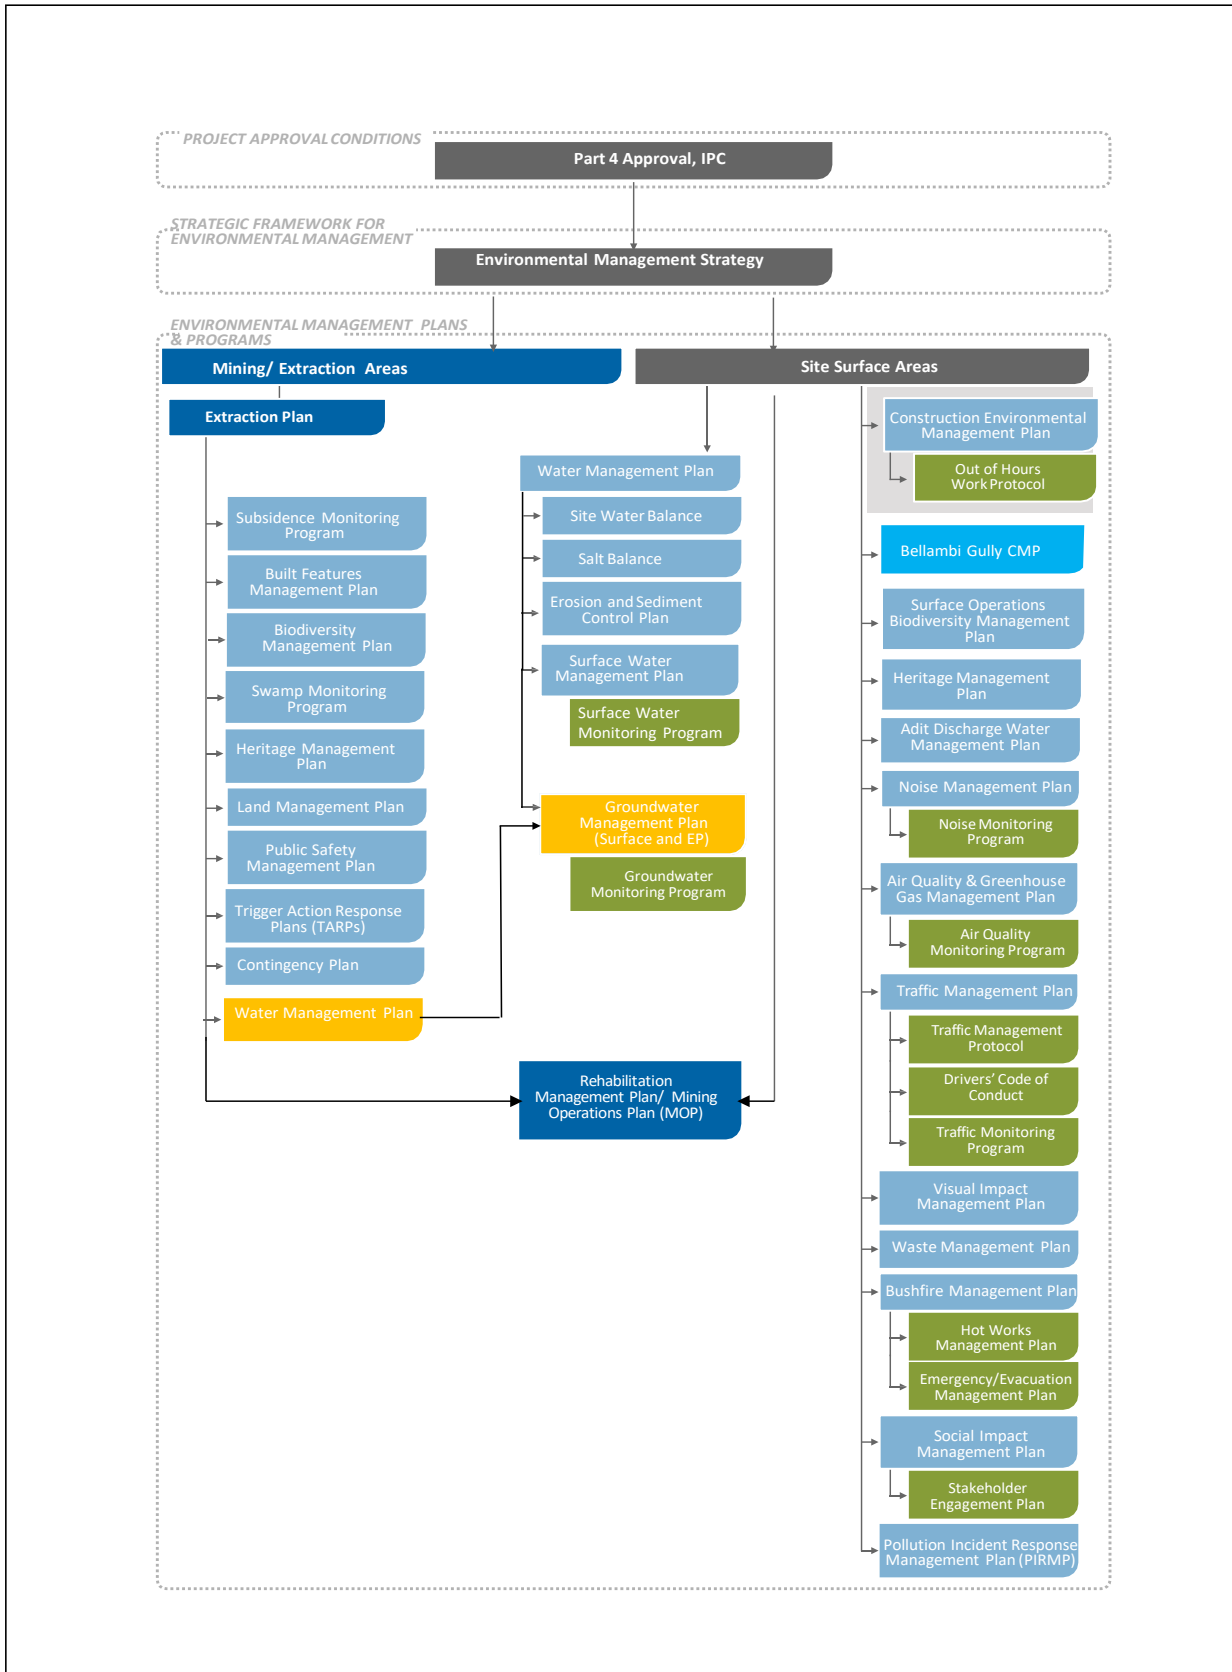 PROJECT APPROVAL CONDITIONS
Part 4 Approval, IPC
STRATEGIC FRAMEWORK FOR
ENVIRONMENTAL MANAGEMENT
Environmental Management Strategy
ENVIRONMENTAL MANAGEMENT PLANS
& PROGRAMS
Mining/ Extraction Areas
Extraction Plan
Subsidence Monitoring
Program
Built Features
Management Plan
Biodiversity
Management Plan
Swamp Monitoring
Program
Heritage Management
Plan
Land Management Plan
Public Safety
Management Plan
Trigger Action Response
Plans (TARPs)
Contingency Plan
Water Management Plan
Water Management Plan
Site Water Balance
Salt Balance
Erosion and Sediment
Control Plan
Surface Water
Management Plan
Surface Water
Monitoring Program
Groundwater
Management Plan
(Surface and EP)
Groundwater
Monitoring Program
Rehabilitation
Management Plan/ Mining
Operations Plan (MOP)
Site Surface Areas
Construction Environmental
Management Plan
Out of Hours
Work Protocol
Bellambi Gully CMP
Surface Operations
Biodiversity Management
Plan
Heritage Management
Plan
Adit Discharge Water
Management Plan
Noise Management Plan
Noise Monitoring
Program
Air Quality & Greenhouse
Gas Management Plan
Air Quality
Monitoring Program
Traffic Management Plan
Traffic Management
Protocol
Drivers' Code of
Conduct
Traffic Monitoring
Program
Visual Impact
Management Plan
Waste Management Plan
Bushfire Management Plan
Hot Works
Management Plan
Emergency/Evacuation
Management Plan
Social Impact
Management Plan
Stakeholder
Engagement Plan
Pollution Incident Response
Management Plan (PIRMP)